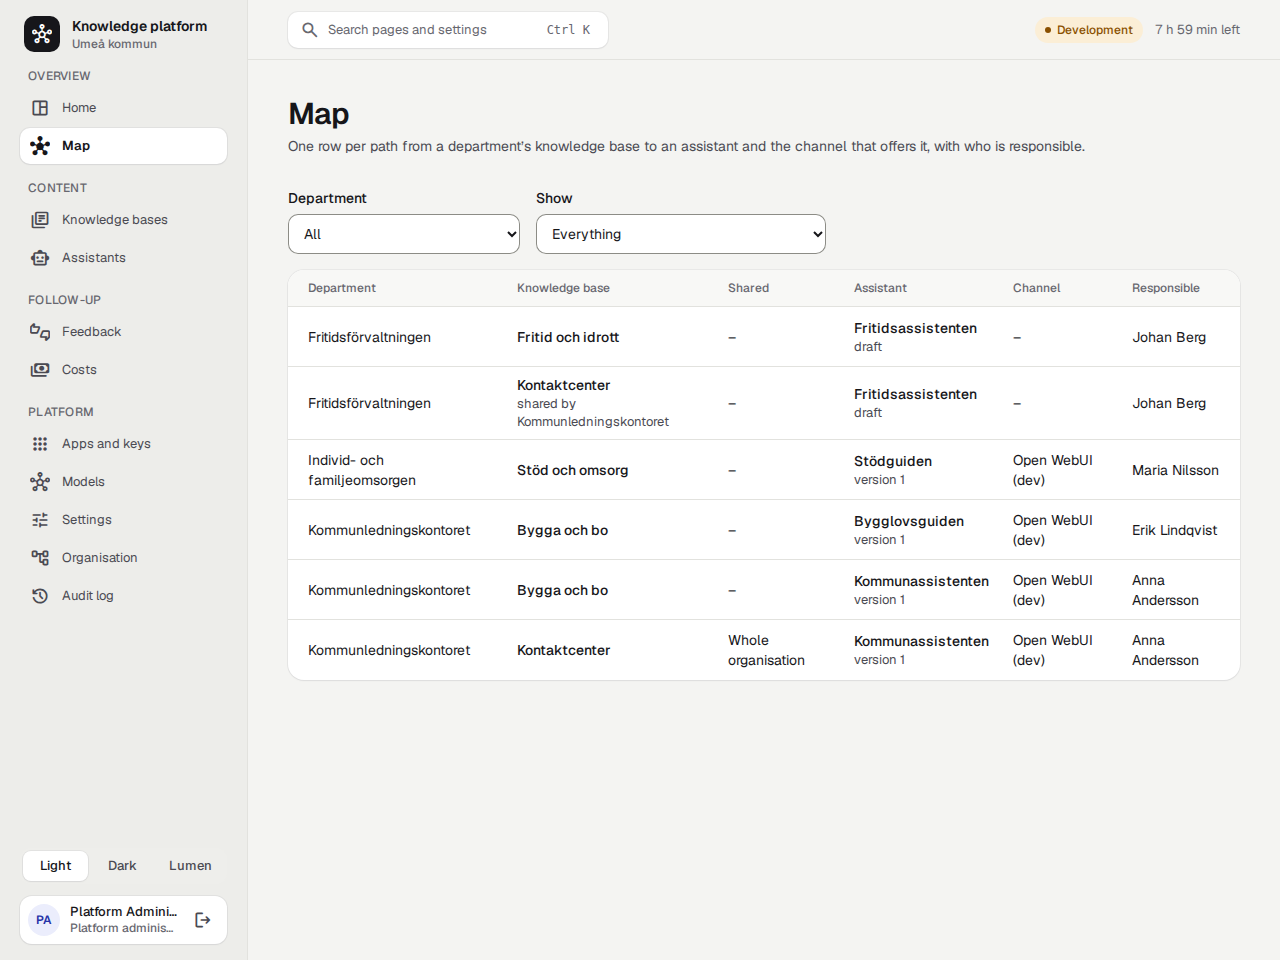 Knowledge platform
Umeå kommun
OVERVIEW
Home
Map
CONTENT
Knowledge bases
Assistants
FOLLOW-UP
Feedback
Costs
PLATFORM
Apps and keys
Models
Settings
Organisation
Audit log
Light Dark Lumen
PA
Platform Admini…
Platform adminis…
Search pages and settings Ctrl K
Development 7 h 59 min left
Map
One row per path from a department's knowledge base to an assistant and the channel that offers it, with who is responsible.
Department Show
All Everything
Department Knowledge base Shared Assistant Channel Responsible
Fritidsförvaltningen Fritid och idrott – Fritidsassistenten – Johan Berg
draft
Fritidsförvaltningen Kontaktcenter – Fritidsassistenten – Johan Berg
shared by draft
Kommunledningskontoret
Individ- och Stöd och omsorg – Stödguiden Open WebUI Maria Nilsson
familjeomsorgen version 1 (dev)
Kommunledningskontoret Bygga och bo – Bygglovsguiden Open WebUI Erik Lindqvist
version 1 (dev)
Kommunledningskontoret Bygga och bo – Kommunassistenten Open WebUI Anna
version 1 (dev) Andersson
Kommunledningskontoret Kontaktcenter Whole Kommunassistenten Open WebUI Anna
organisation version 1 (dev) Andersson